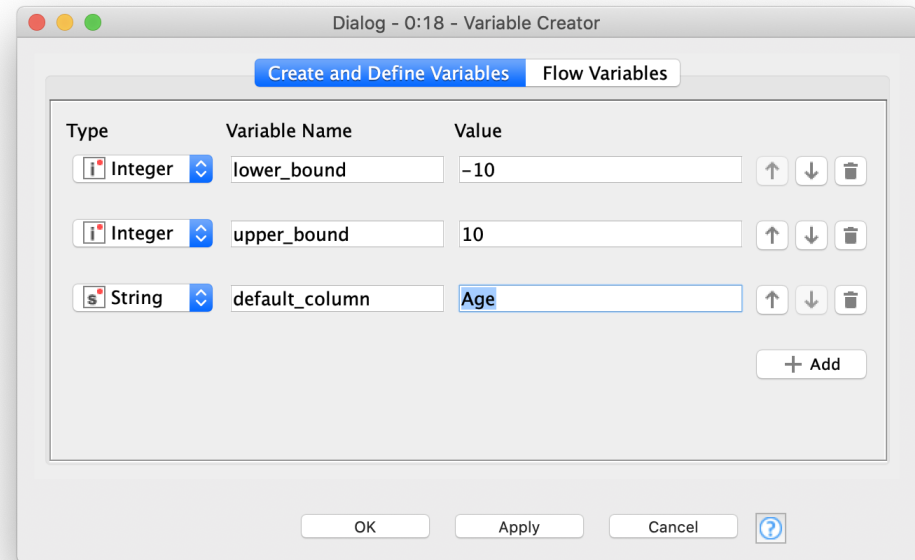 Dialog - 0:18 - Variable Creator
Create and Define Variables Flow Variables
Type Variable Name Value
i Integer lower_bound -10
i Integer upper_bound 10
s String default_column Age
+ Add
OK Apply Cancel ?